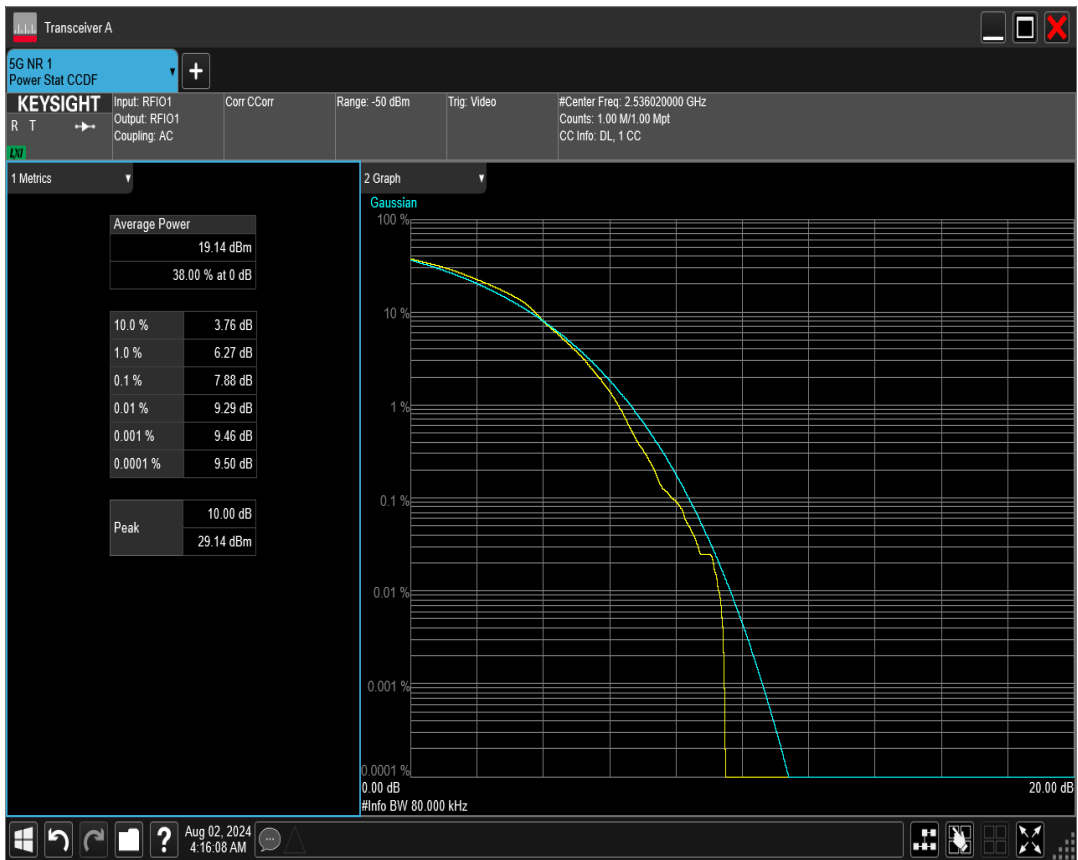 Transceiver A
5G NR 1
Power Stat CCDF
+
KEYSIGHT
R T
LXI
Input: RFIO1
Output: RFIO1
Coupling: AC
Corr CCorr
Range: -50 dBm
Trig: Video
#Center Freq: 2.536020000 GHz
Counts: 1.00 M/1.00 Mpt
CC Info: DL, 1 CC
1 Metrics
Average Power
19.14 dBm
38.00 % at 0 dB
10.0 % 3.76 dB
1.0 % 6.27 dB
0.1 % 7.88 dB
0.01 % 9.29 dB
0.001 % 9.46 dB
0.0001 % 9.50 dB
Peak
10.00 dB
29.14 dBm
2 Graph
Gaussian
100 %
10 %
1 %
0.1 %
0.01 %
0.001 %
0.0001 %
0.00 dB 20.00 dB
#Info BW 80.000 kHz
?
Aug 02, 2024
4:16:08 AM